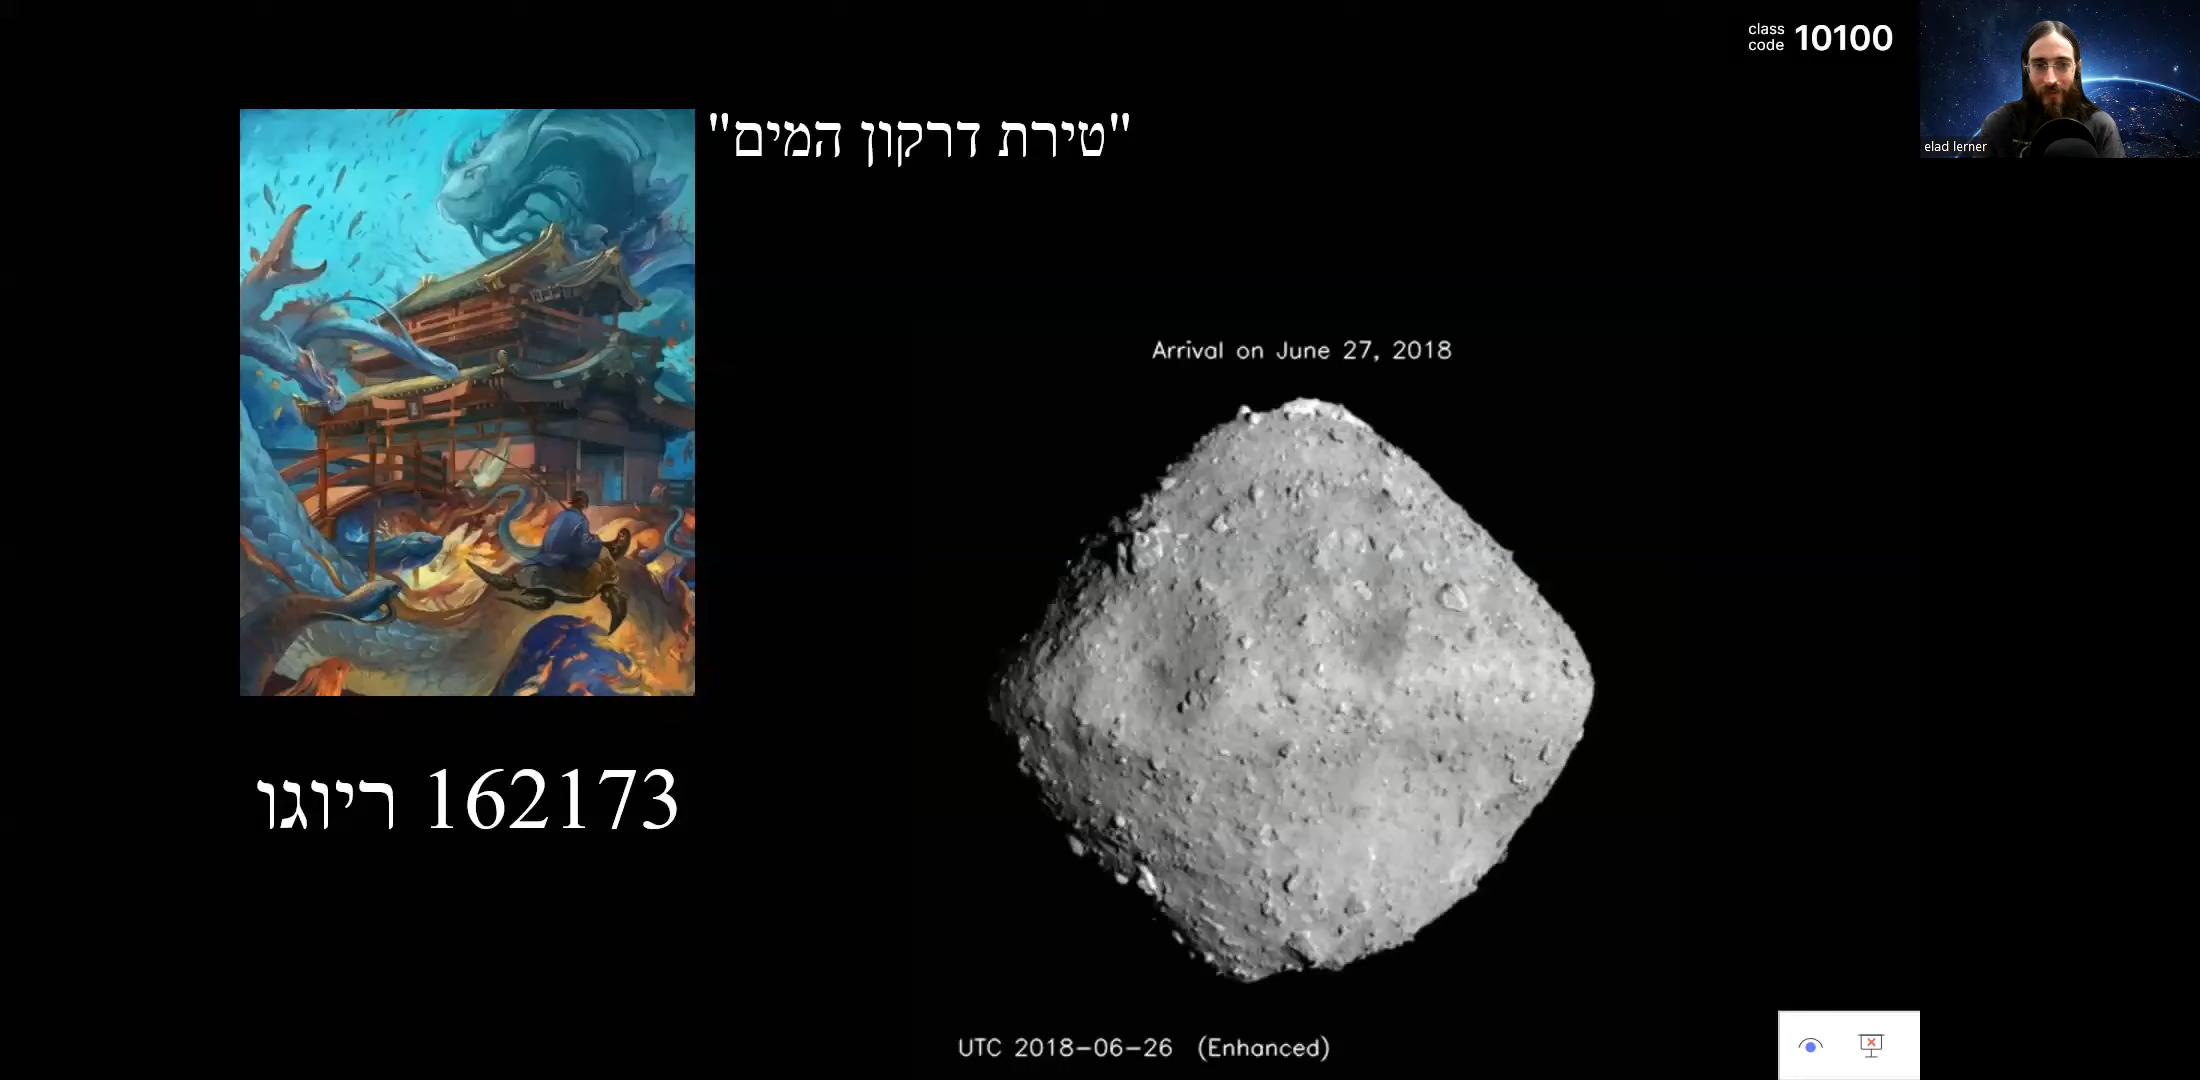 class
code 10100
elad lerner
"טירת דרקון המים"
Arrival on June 27, 2018
162173 ריוגו
UTC 2018-06-26 (Enhanced)